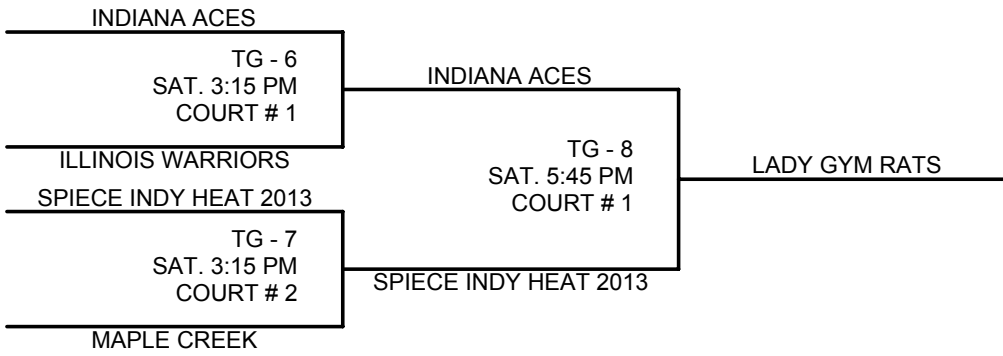 INDIANA ACES
TG - 6
SAT. 3:15 PM
COURT # 1
INDIANA ACES
ILLINOIS WARRIORS
TG - 8
SAT. 5:45 PM
COURT # 1
LADY GYM RATS
SPIECE INDY HEAT 2013
TG - 7
SAT. 3:15 PM
COURT # 2
SPIECE INDY HEAT 2013
MAPLE CREEK